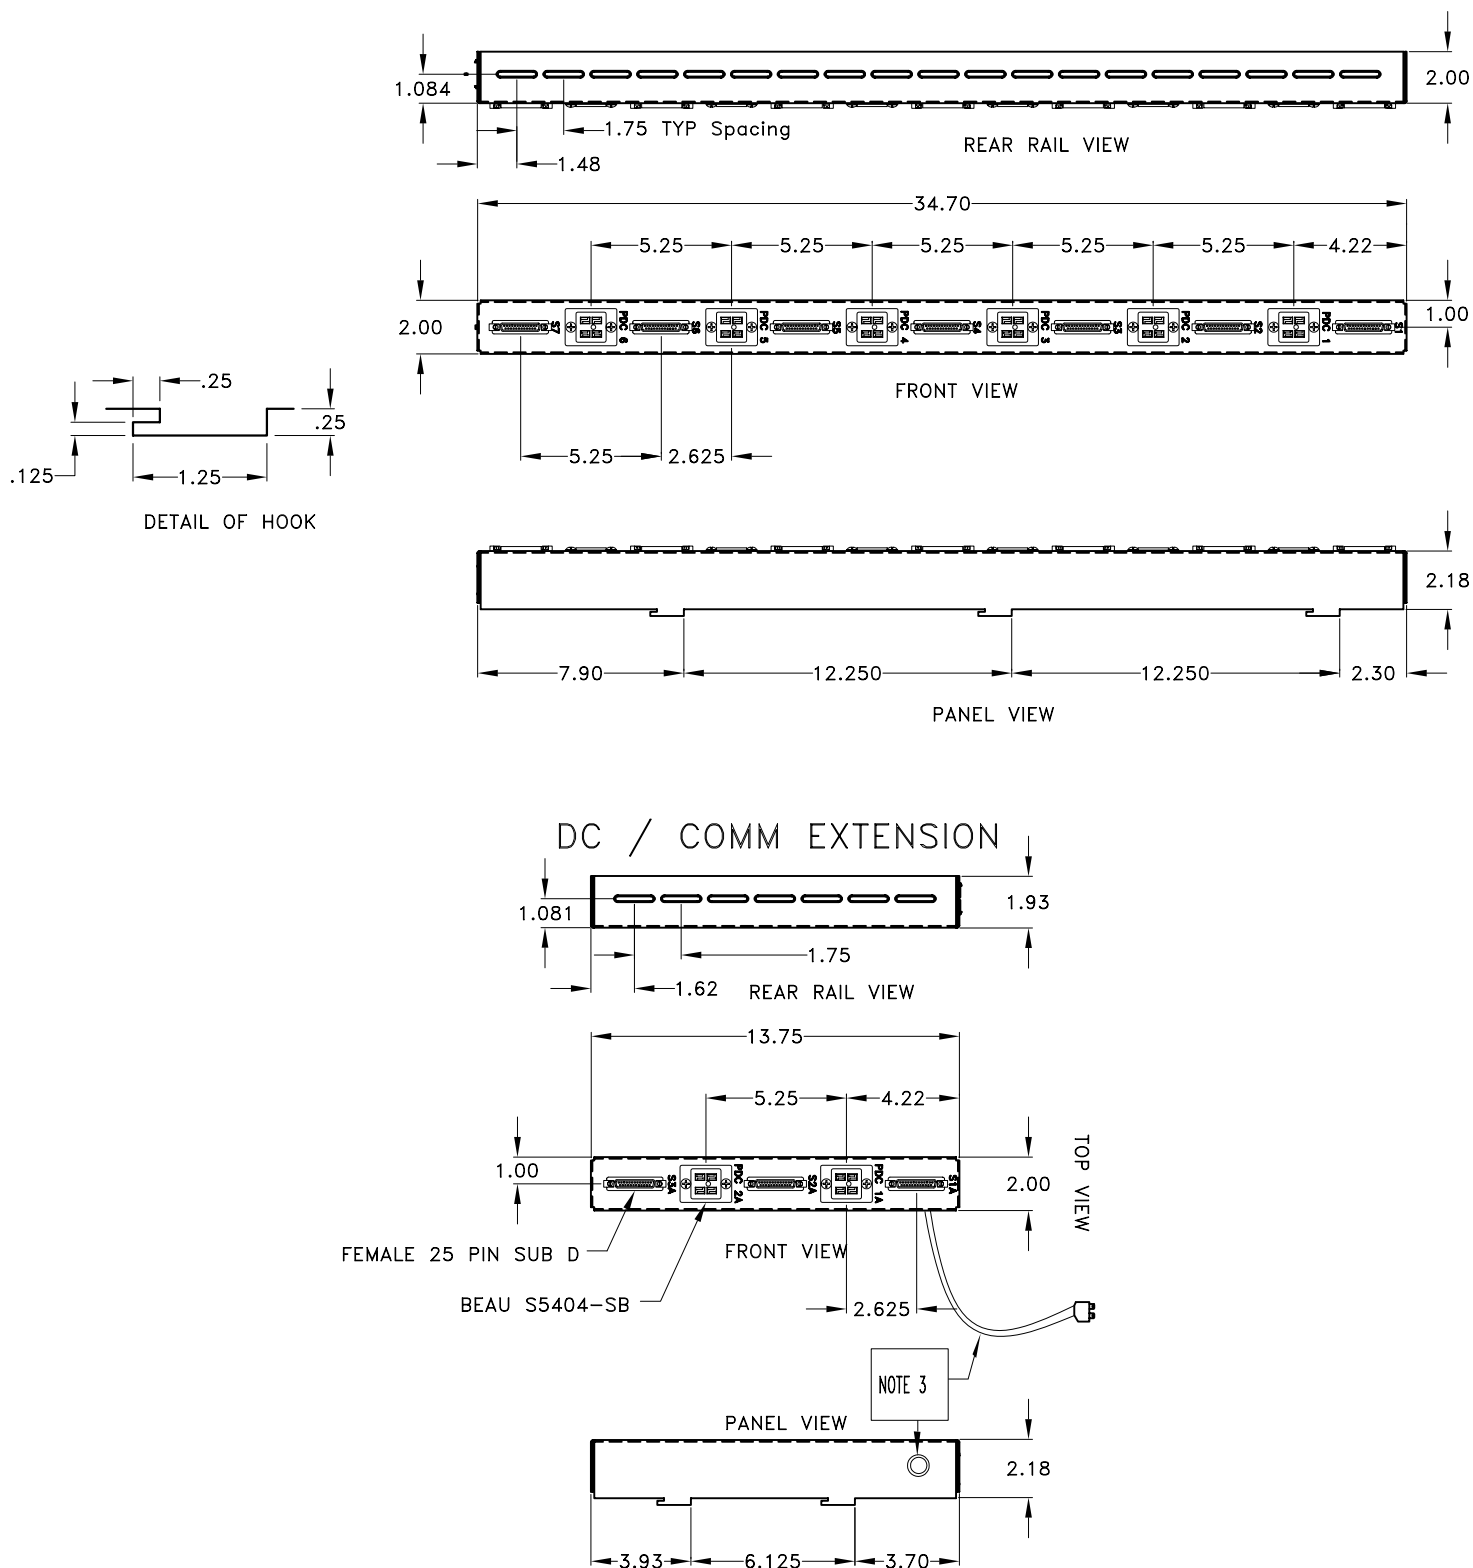 1.084
2.00
1.75 TYP Spacing
REAR RAIL VIEW
1.48
34.70
5.25
5.25
5.25
5.25
5.25
4.22
2.00
S7
PDC 6
S6
PDC 5
S5
PDC 4
S4
PDC 3
S3
PDC 2
S2
PDC 1
S1
1.00
FRONT VIEW
.25
.25
.125
1.25
5.25
2.625
DETAIL OF HOOK
2.18
7.90
12.250
12.250
2.30
PANEL VIEW
DC / COMM EXTENSION
1.081
1.93
1.75
1.62
REAR RAIL VIEW
13.75
5.25
4.22
TOP VIEW
1.00
S3A
PDC 2A
S2A
PDC 1A
S1A
2.00
FEMALE 25 PIN SUB D
FRONT VIEW
BEAU S5404-SB
2.625
NOTE 3
PANEL VIEW
2.18
3.93
6.125
3.70